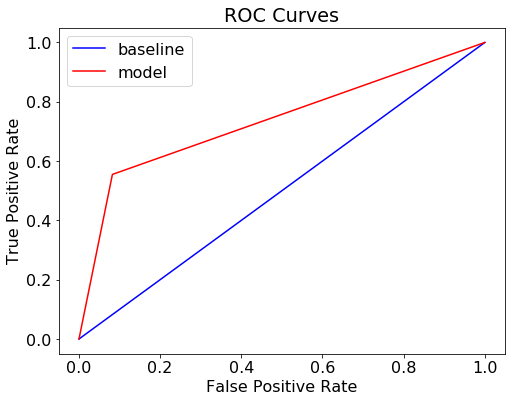 ROC Curves
baseline
model
True Positive Rate
1.0
0.8
0.6
0.4
0.2
0.0
0.0 0.2 0.4 0.6 0.8 1.0
False Positive Rate